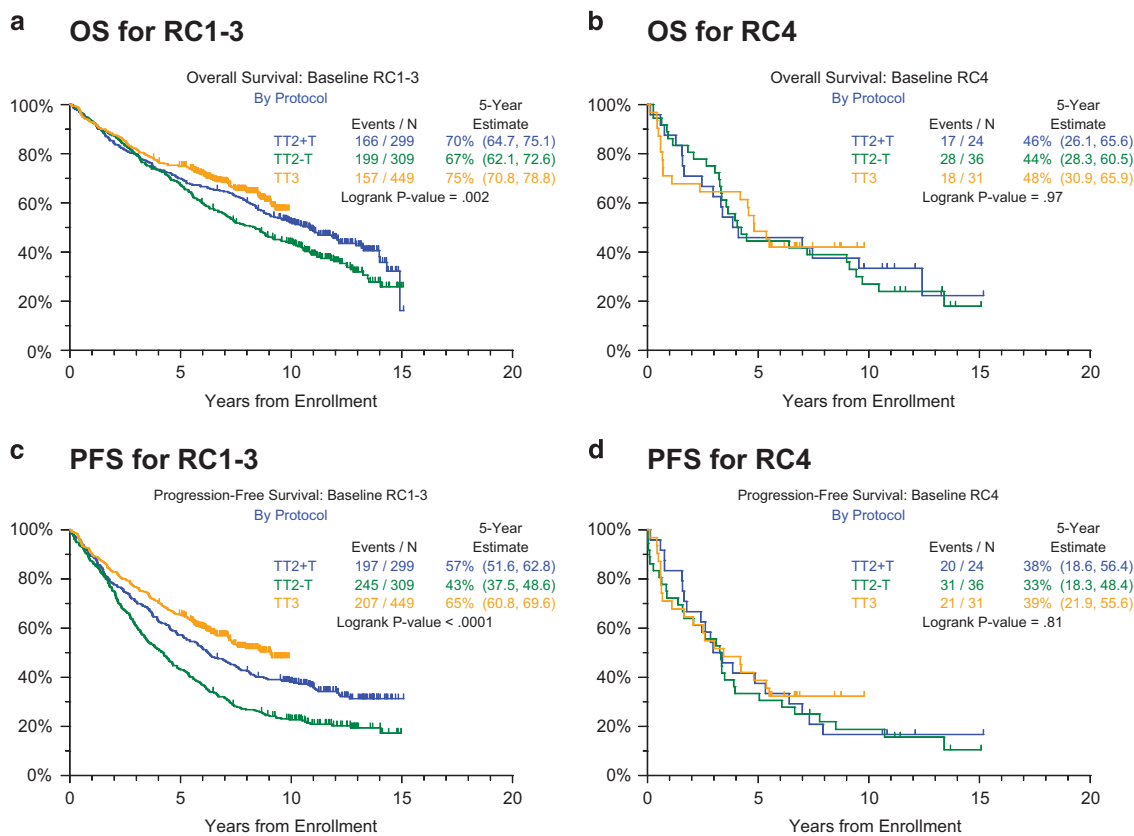 a OS for RC1-3
Overall Survival: Baseline RC1-3
By Protocol
5-Year
Events / N Estimate
TT2+T 166 / 299 70% (64.7, 75.1)
TT2-T 199 / 309 67% (62.1, 72.6)
TT3 157 / 449 75% (70.8, 78.8)
Logrank P-value = .002
100%
80%
60%
40%
20%
0%
0 5 10 15 20
Years from Enrollment
b OS for RC4
Overall Survival: Baseline RC4
By Protocol
5-Year
Events / N Estimate
TT2+T 17 / 24 46% (26.1, 65.6)
TT2-T 28 / 36 44% (28.3, 60.5)
TT3 18 / 31 48% (30.9, 65.9)
Logrank P-value = .97
100%
80%
60%
40%
20%
0%
0 5 10 15 20
Years from Enrollment
c PFS for RC1-3
Progression-Free Survival: Baseline RC1-3
By Protocol
5-Year
Events / N Estimate
TT2+T 197 / 299 57% (51.6, 62.8)
TT2-T 245 / 309 43% (37.5, 48.6)
TT3 207 / 449 65% (60.8, 69.6)
Logrank P-value < .0001
100%
80%
60%
40%
20%
0%
0 5 10 15 20
Years from Enrollment
d PFS for RC4
Progression-Free Survival: Baseline RC4
By Protocol
5-Year
Events / N Estimate
TT2+T 20 / 24 38% (18.6, 56.4)
TT2-T 31 / 36 33% (18.3, 48.4)
TT3 21 / 31 39% (21.9, 55.6)
Logrank P-value = .81
100%
80%
60%
40%
20%
0%
0 5 10 15 20
Years from Enrollment